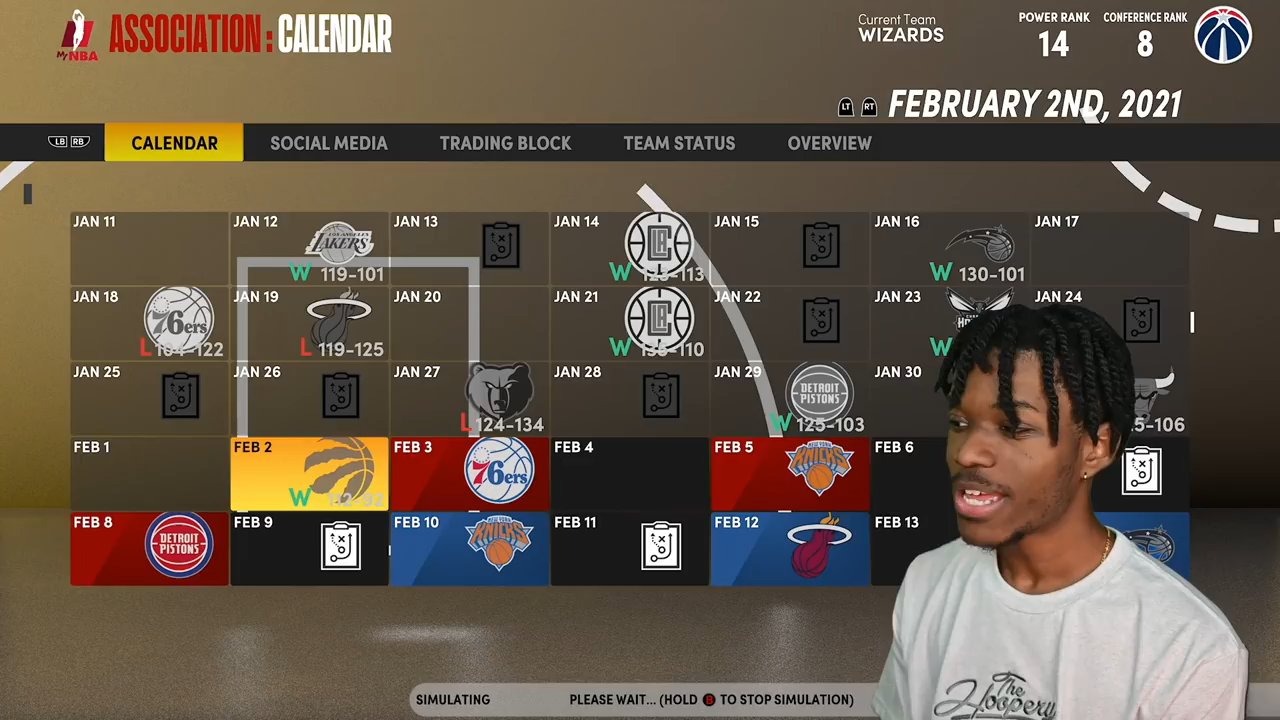 MyNBA
ASSOCIATION: CALENDAR
Current Team
WIZARDS
POWER RANK
14
CONFERENCE RANK
8
LT RT FEBRUARY 2ND, 2021
LB RB
CALENDAR SOCIAL MEDIA TRADING BLOCK TEAM STATUS OVERVIEW
JAN 11 JAN 12 JAN 13 JAN 14 JAN 15 JAN 16 JAN 17
LOS ANGELES
LAKERS
W 119-101 W W 130-101
JAN 18 JAN 19 JAN 20 JAN 21 JAN 22 JAN 23 JAN 24
76ers
L L 119-125 W W
JAN 25 JAN 26 JAN 27 JAN 28 JAN 29 JAN 30
DETROIT
PISTONS
L 124-134 W 125-103 5-106
FEB 1 FEB 2 FEB 3 FEB 4 FEB 5 FEB 6
76ers NEW YORK
KNICKS
W
FEB 8 FEB 9 FEB 10 FEB 11 FEB 12 FEB 13
DETROIT
PISTONS
NEW YORK
KNICKS
The
Hoopery
SIMULATING PLEASE WAIT... (HOLD B TO STOP SIMULATION)